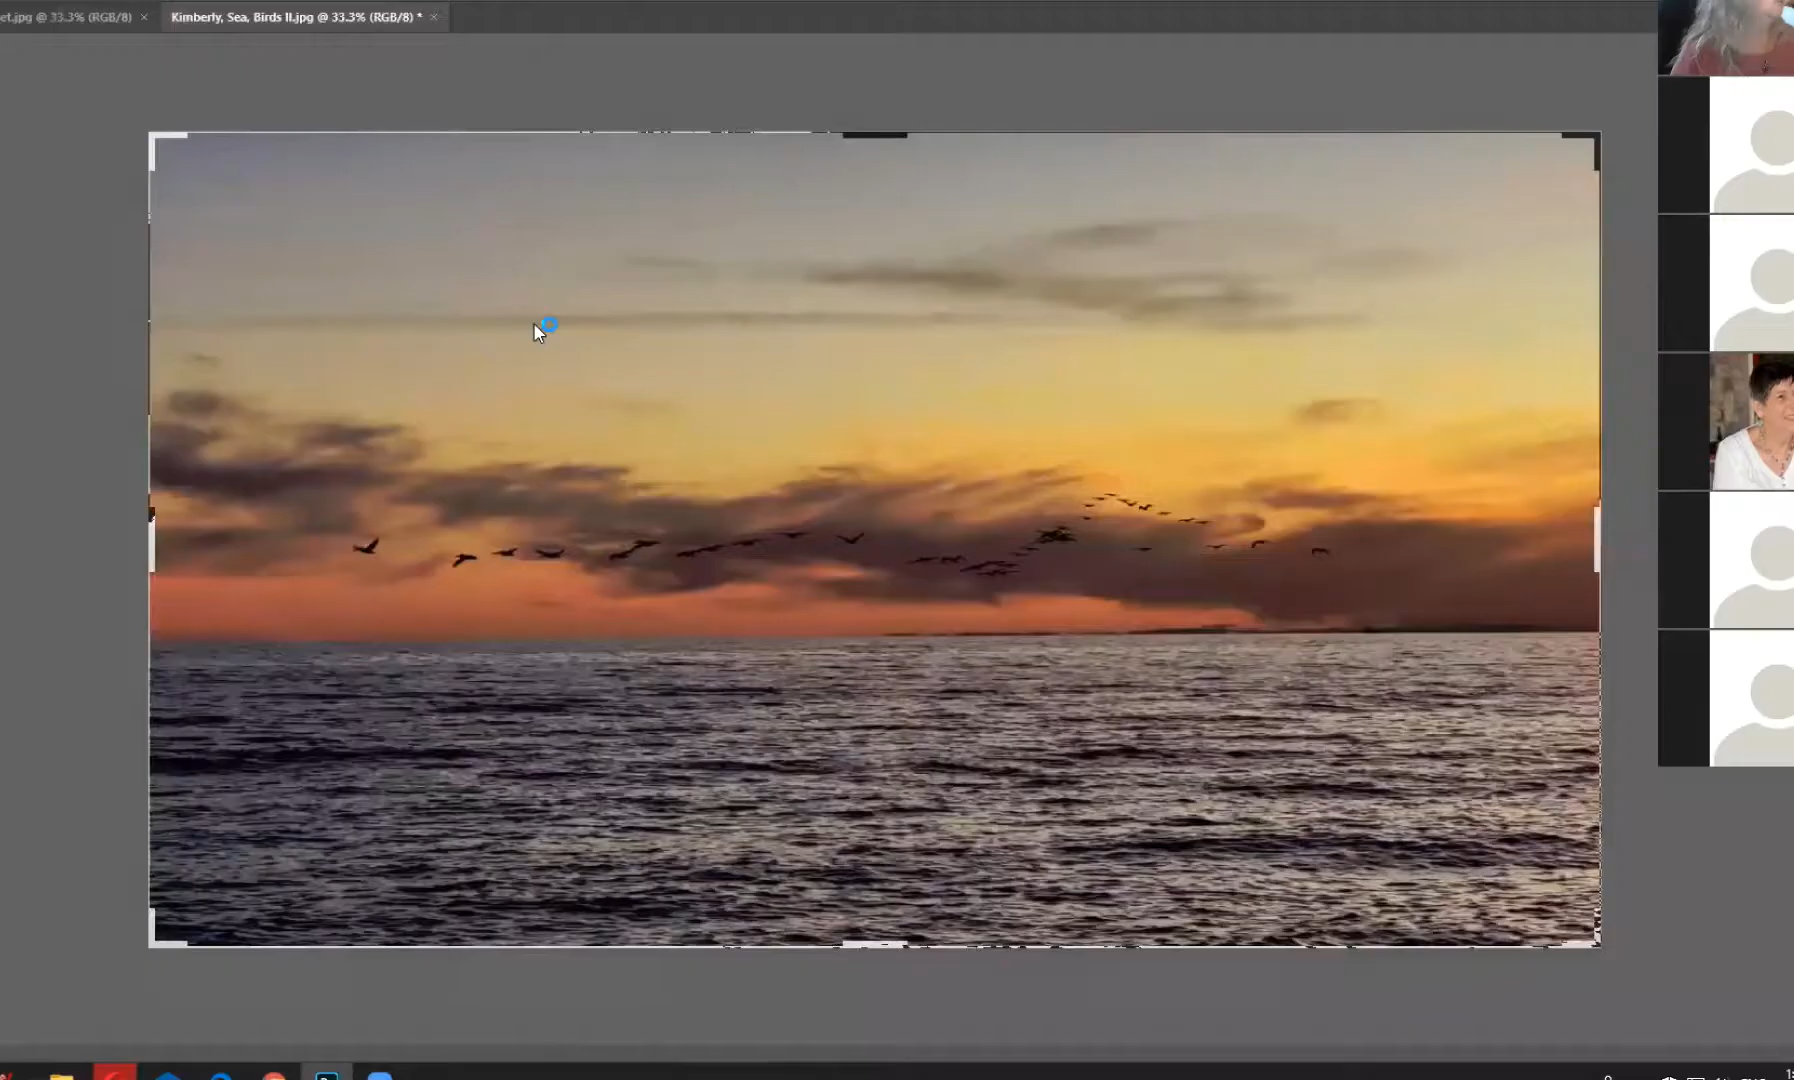 et.jpg @ 33.3% (RGB/8) ×
Kimberly, Sea, Birds II.jpg @ 33.3% (RGB/8) * ×